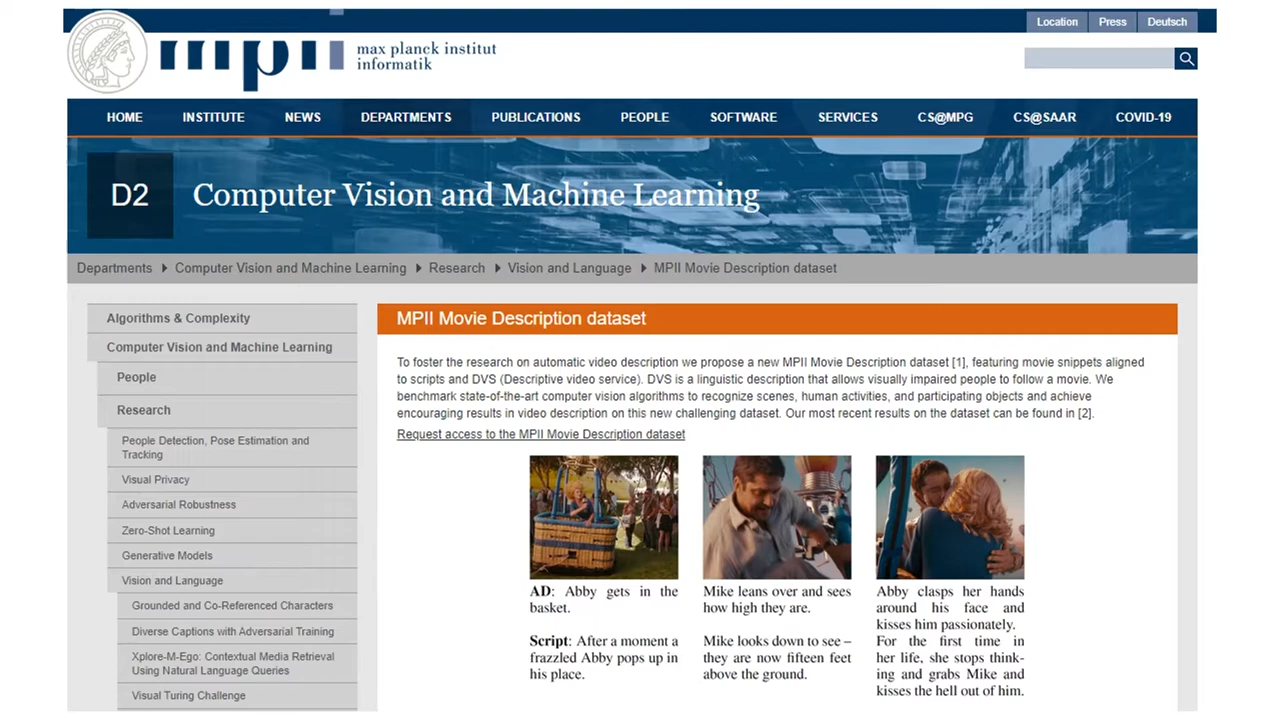 Location Press Deutsch
mpii max planck institut
informatik
HOME INSTITUTE NEWS DEPARTMENTS PUBLICATIONS PEOPLE SOFTWARE SERVICES CS@MPG CS@SAAR COVID-19
D2 Computer Vision and Machine Learning
Departments Computer Vision and Machine Learning Research Vision and Language MPII Movie Description dataset
Algorithms & Complexity
Computer Vision and Machine Learning
People
Research
People Detection, Pose Estimation and
Tracking
Visual Privacy
Adversarial Robustness
Zero-Shot Learning
Generative Models
Vision and Language
Grounded and Co-Referenced Characters
Diverse Captions with Adversarial Training
Xplore-M-Ego: Contextual Media Retrieval
Using Natural Language Queries
Visual Turing Challenge
MPII Movie Description dataset
To foster the research on automatic video description we propose a new MPII Movie Description dataset [1], featuring movie snippets aligned
to scripts and DVS (Descriptive video service). DVS is a linguistic description that allows visually impaired people to follow a movie. We
benchmark state-of-the-art computer vision algorithms to recognize scenes, human activities, and participating objects and achieve
encouraging results in video description on this new challenging dataset. Our most recent results on the dataset can be found in [2].
Request access to the MPII Movie Description dataset
AD: Abby gets in the
basket.
Script: After a moment a
frazzled Abby pops up in
his place.
Mike leans over and sees
how high they are.
Mike looks down to see –
they are now fifteen feet
above the ground.
Abby clasps her hands
around his face and
kisses him passionately.
For the first time in
her life, she stops think-
ing and grabs Mike and
kisses the hell out of him.